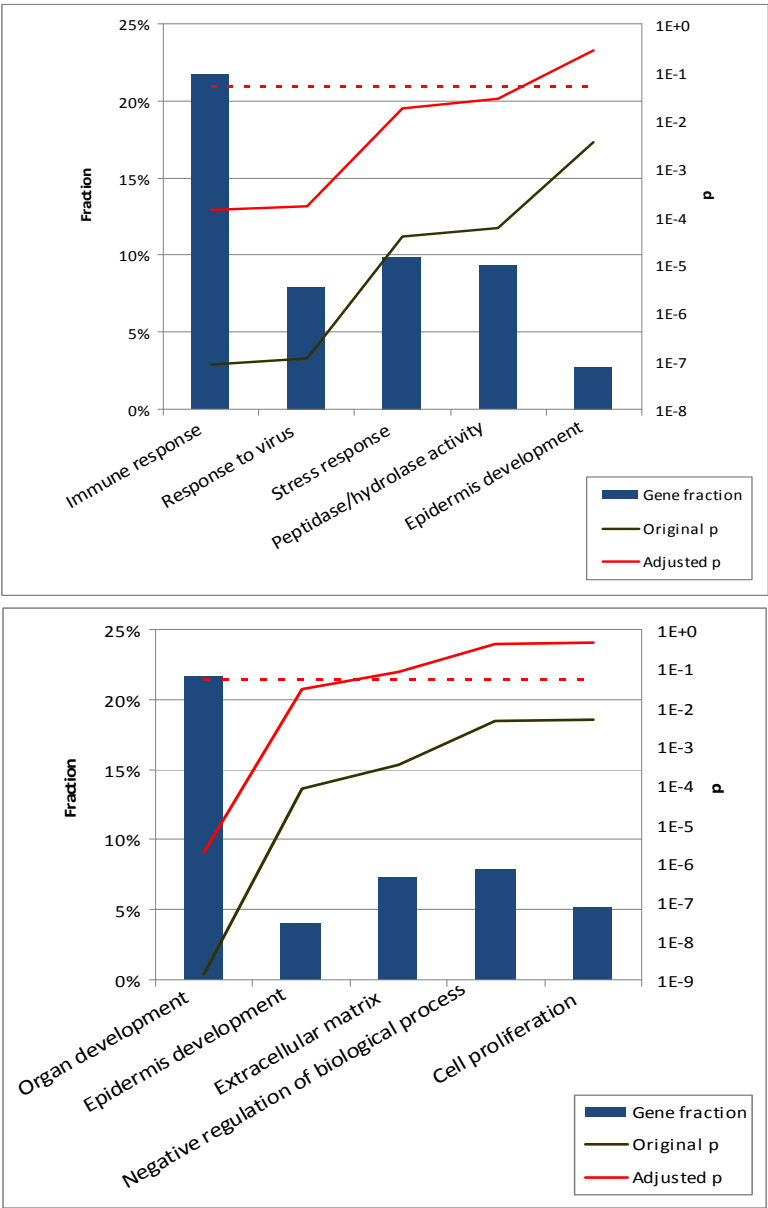 25%
20%
15%
10%
5%
0%
Fraction
1E+0
1E-1
1E-2
1E-3
1E-4
1E-5
1E-6
1E-7
1E-8
p
Immune response
Response to virus
Stress response
Peptidase/hydrolase activity
Epidermis development
Gene fraction
Original p
Adjusted p
25%
20%
15%
10%
5%
0%
Fraction
1E+0
1E-1
1E-2
1E-3
1E-4
1E-5
1E-6
1E-7
1E-8
1E-9
p
Organ development
Epidermis development
Extracellular matrix
Negative regulation of biological process
Cell proliferation
Gene fraction
Original p
Adjusted p